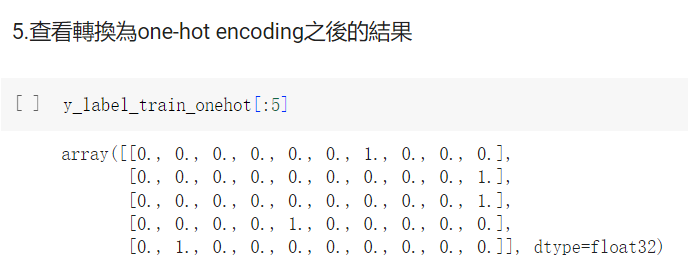 5.查看轉換為one-hot encoding之後的結果
[ ] y_label_train_onehot[:5]
array([[0., 0., 0., 0., 0., 0., 1., 0., 0., 0.],
[0., 0., 0., 0., 0., 0., 0., 0., 0., 1.],
[0., 0., 0., 0., 0., 0., 0., 0., 0., 1.],
[0., 0., 0., 0., 1., 0., 0., 0., 0., 0.],
[0., 1., 0., 0., 0., 0., 0., 0., 0., 0.]], dtype=float32)